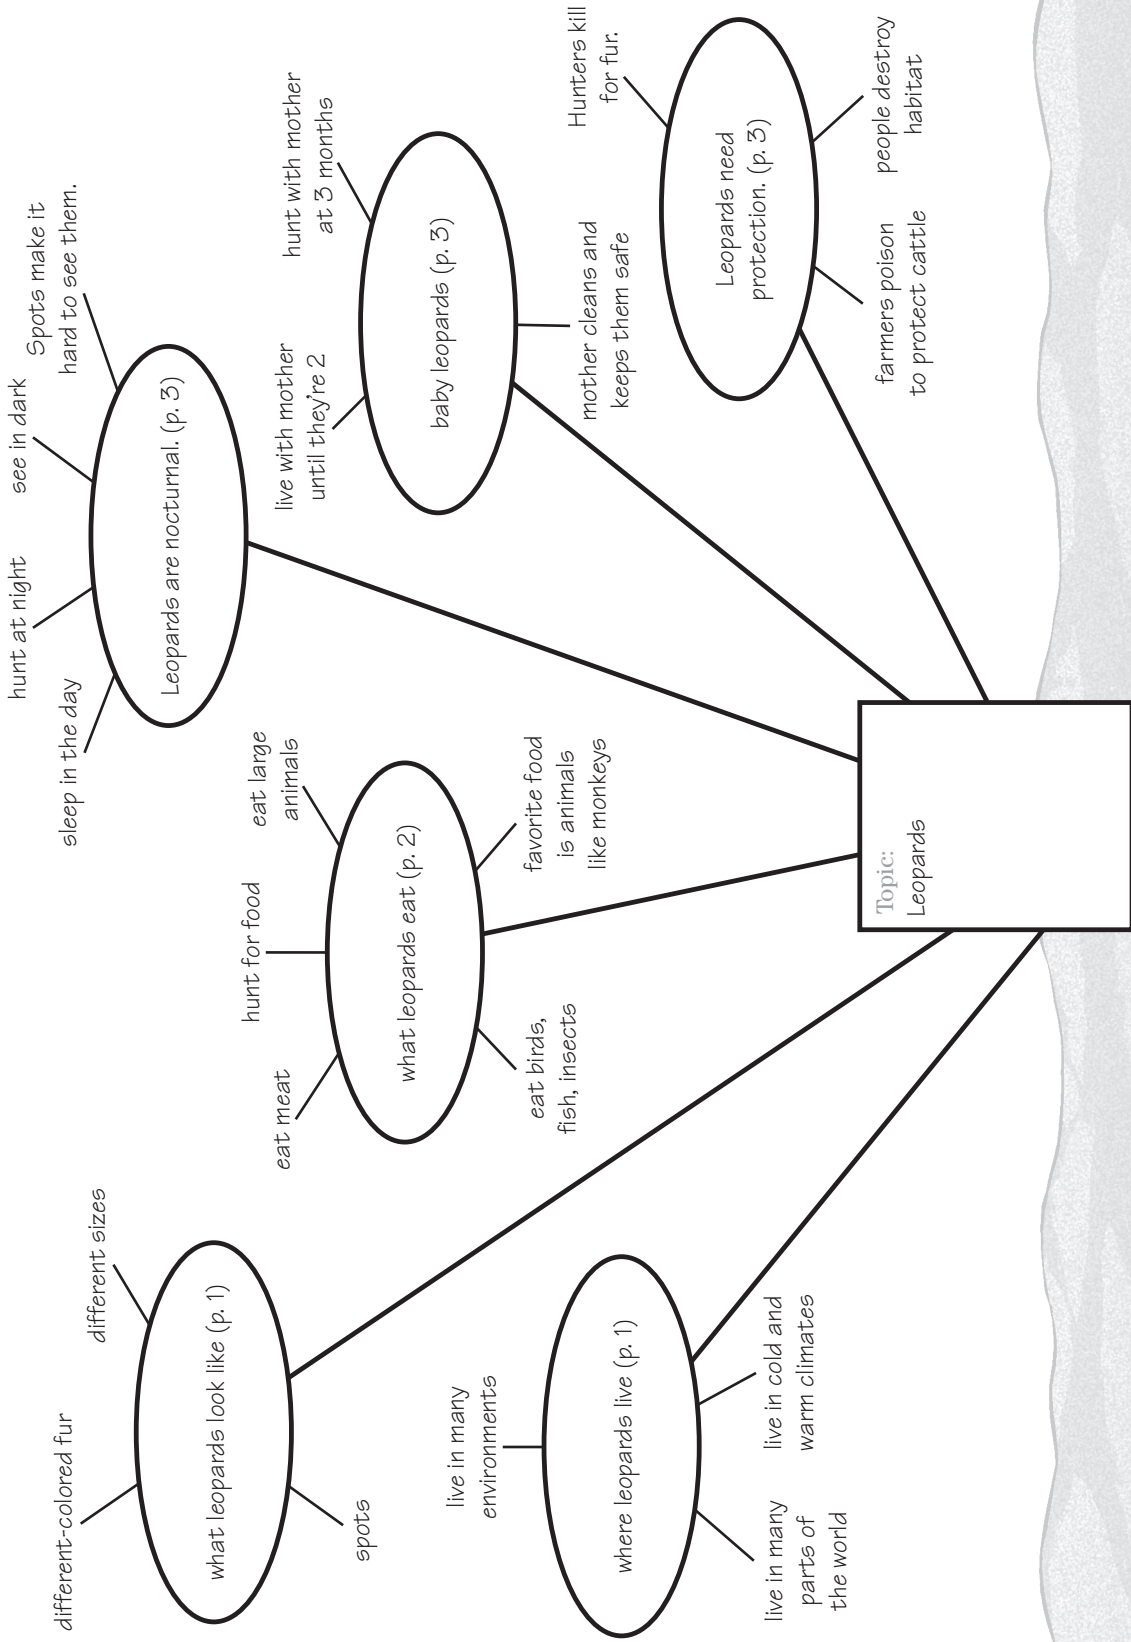 different-colored fur
different sizes
what leopards look like (p. 1)
spots
live in many
environments
where leopards live (p. 1)
live in many
parts of
the world
live in cold and
warm climates
eat meat
hunt for food
eat large
animals
what leopards eat (p. 2)
eat birds,
fish, insects
favorite food
is animals
like monkeys
sleep in the day
hunt at night
see in dark
Spots make it
hard to see them.
Leopards are nocturnal. (p. 3)
live with mother
until they're 2
hunt with mother
at 3 months
baby leopards (p. 3)
mother cleans and
keeps them safe
Hunters kill
for fur.
Leopards need
protection. (p. 3)
farmers poison
to protect cattle
people destroy
habitat
Topic:
Leopards